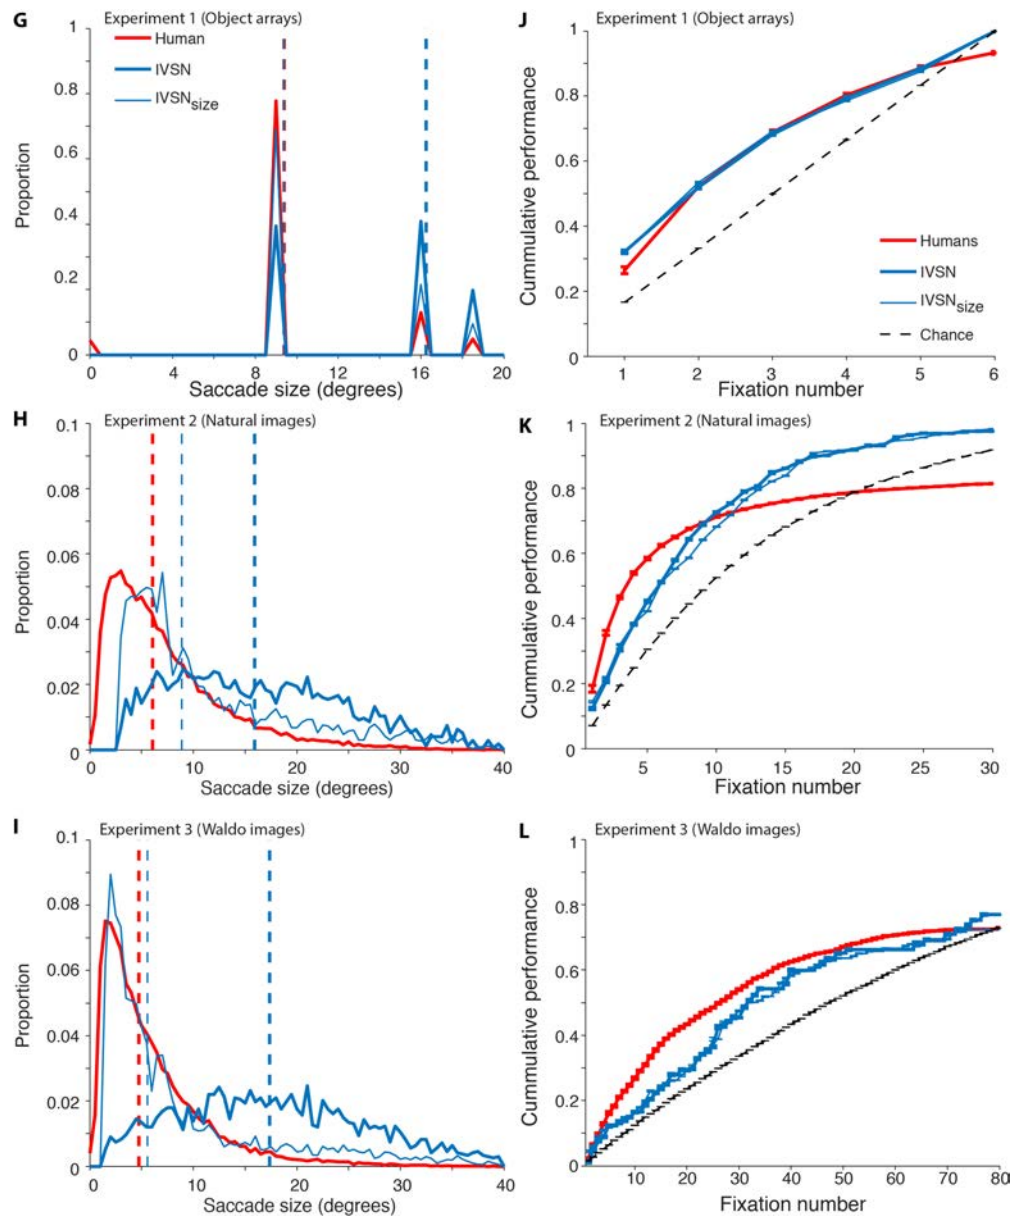 G Experiment 1 (Object arrays)
Human
IVSN
IVSNsize
Proportion
1
0.8
0.6
0.4
0.2
0
0 4 8 12 16 20
Saccade size (degrees)
J Experiment 1 (Object arrays)
Cummulative performance
1
0.8
0.6
0.4
0.2
0
Humans
IVSN
IVSNsize
Chance
1 2 3 4 5 6
Fixation number
H Experiment 2 (Natural images)
Proportion
0.1
0.08
0.06
0.04
0.02
0
0 10 20 30 40
Saccade size (degrees)
K Experiment 2 (Natural images)
Cummulative performance
1
0.8
0.6
0.4
0.2
0
5 10 15 20 25 30
Fixation number
I Experiment 3 (Waldo images)
Proportion
0.1
0.08
0.06
0.04
0.02
0
0 10 20 30 40
Saccade size (degrees)
L Experiment 3 (Waldo images)
Cummulative performance
1
0.8
0.6
0.4
0.2
0
10 20 30 40 50 60 70 80
Fixation number